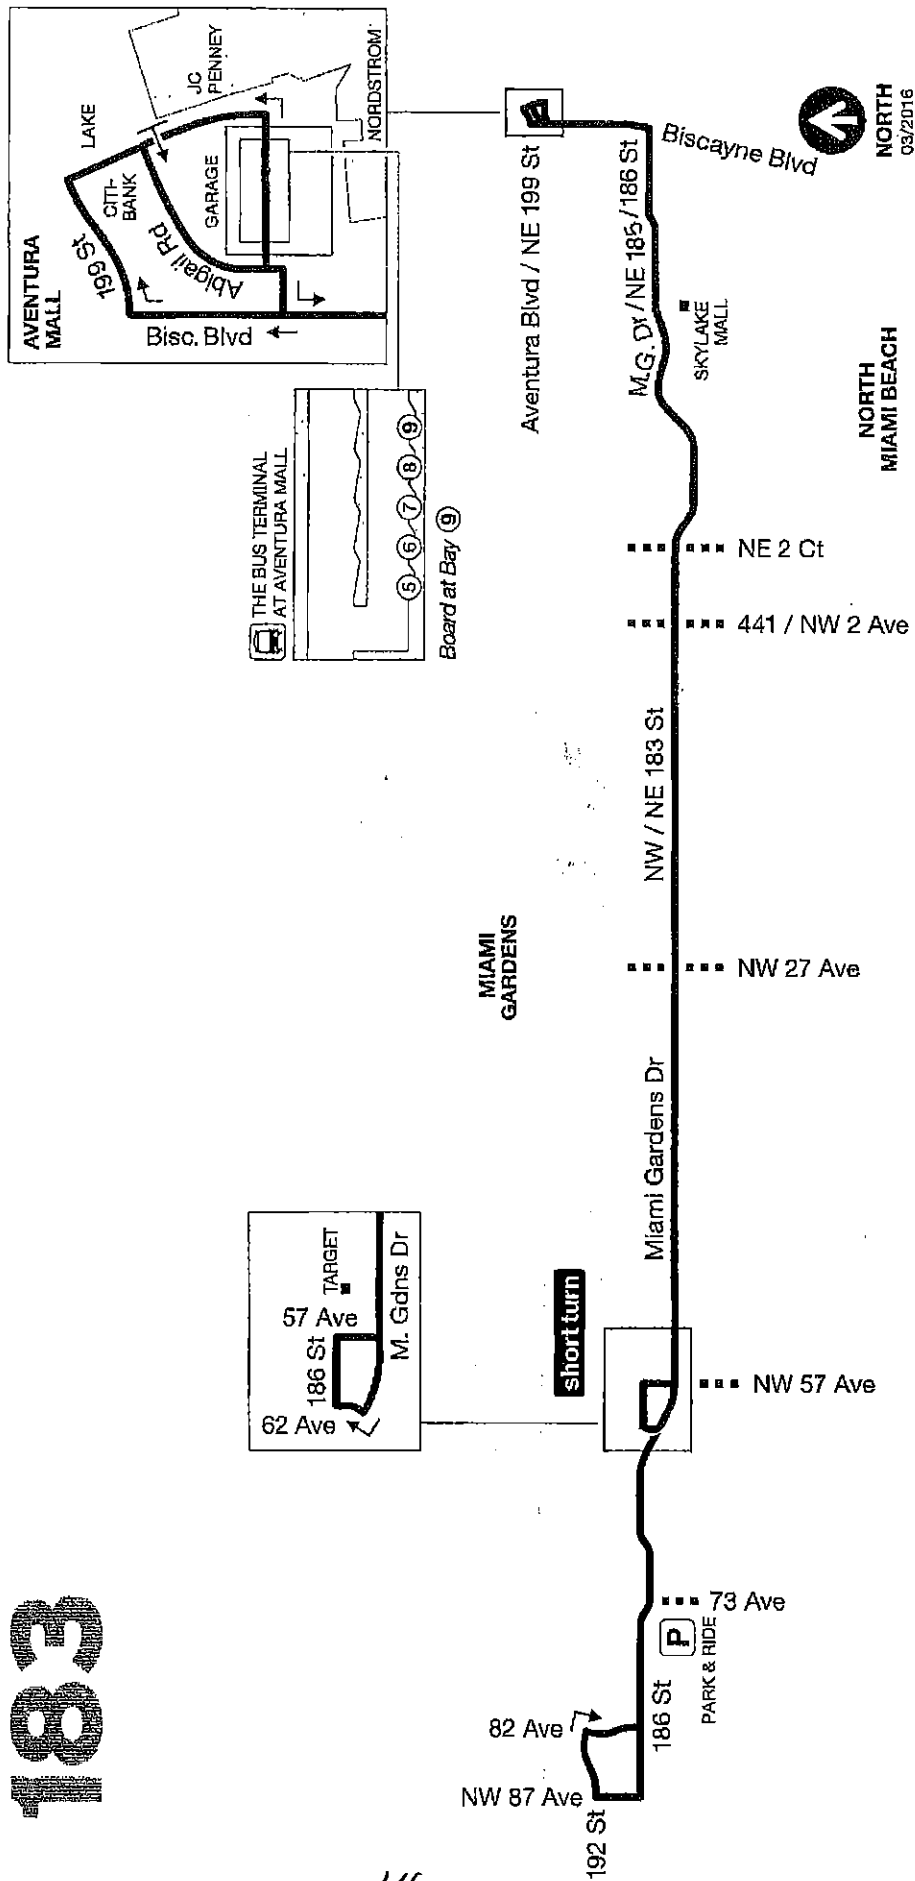 183
AVENTURA
MALL
LAKE
JC
PENNEY
NORDSTROM
CITI-
BANK
GARAGE
199 St
Abigail Rd
Bisc. Blvd
THE BUS TERMINAL
AT AVENTURA MALL
5 6 7 8 9
Board at Bay 9
Aventura Blvd / NE 199 St
Biscayne Blvd
M.G. Dr / NE 185 / 186 St
SKYLAKE
MALL
NORTH
03/2016
NORTH
MIAMI BEACH
NE 2 Ct
441 / NW 2 Ave
NW / NE 183 St
MIAMI
GARDENS
NW 27 Ave
Miami Gardens Dr
TARGET
57 Ave
186 St
62 Ave
M. Gdns Dr
short turn
NW 57 Ave
73 Ave
P
PARK & RIDE
186 St
82 Ave
NW 87 Ave
192 St